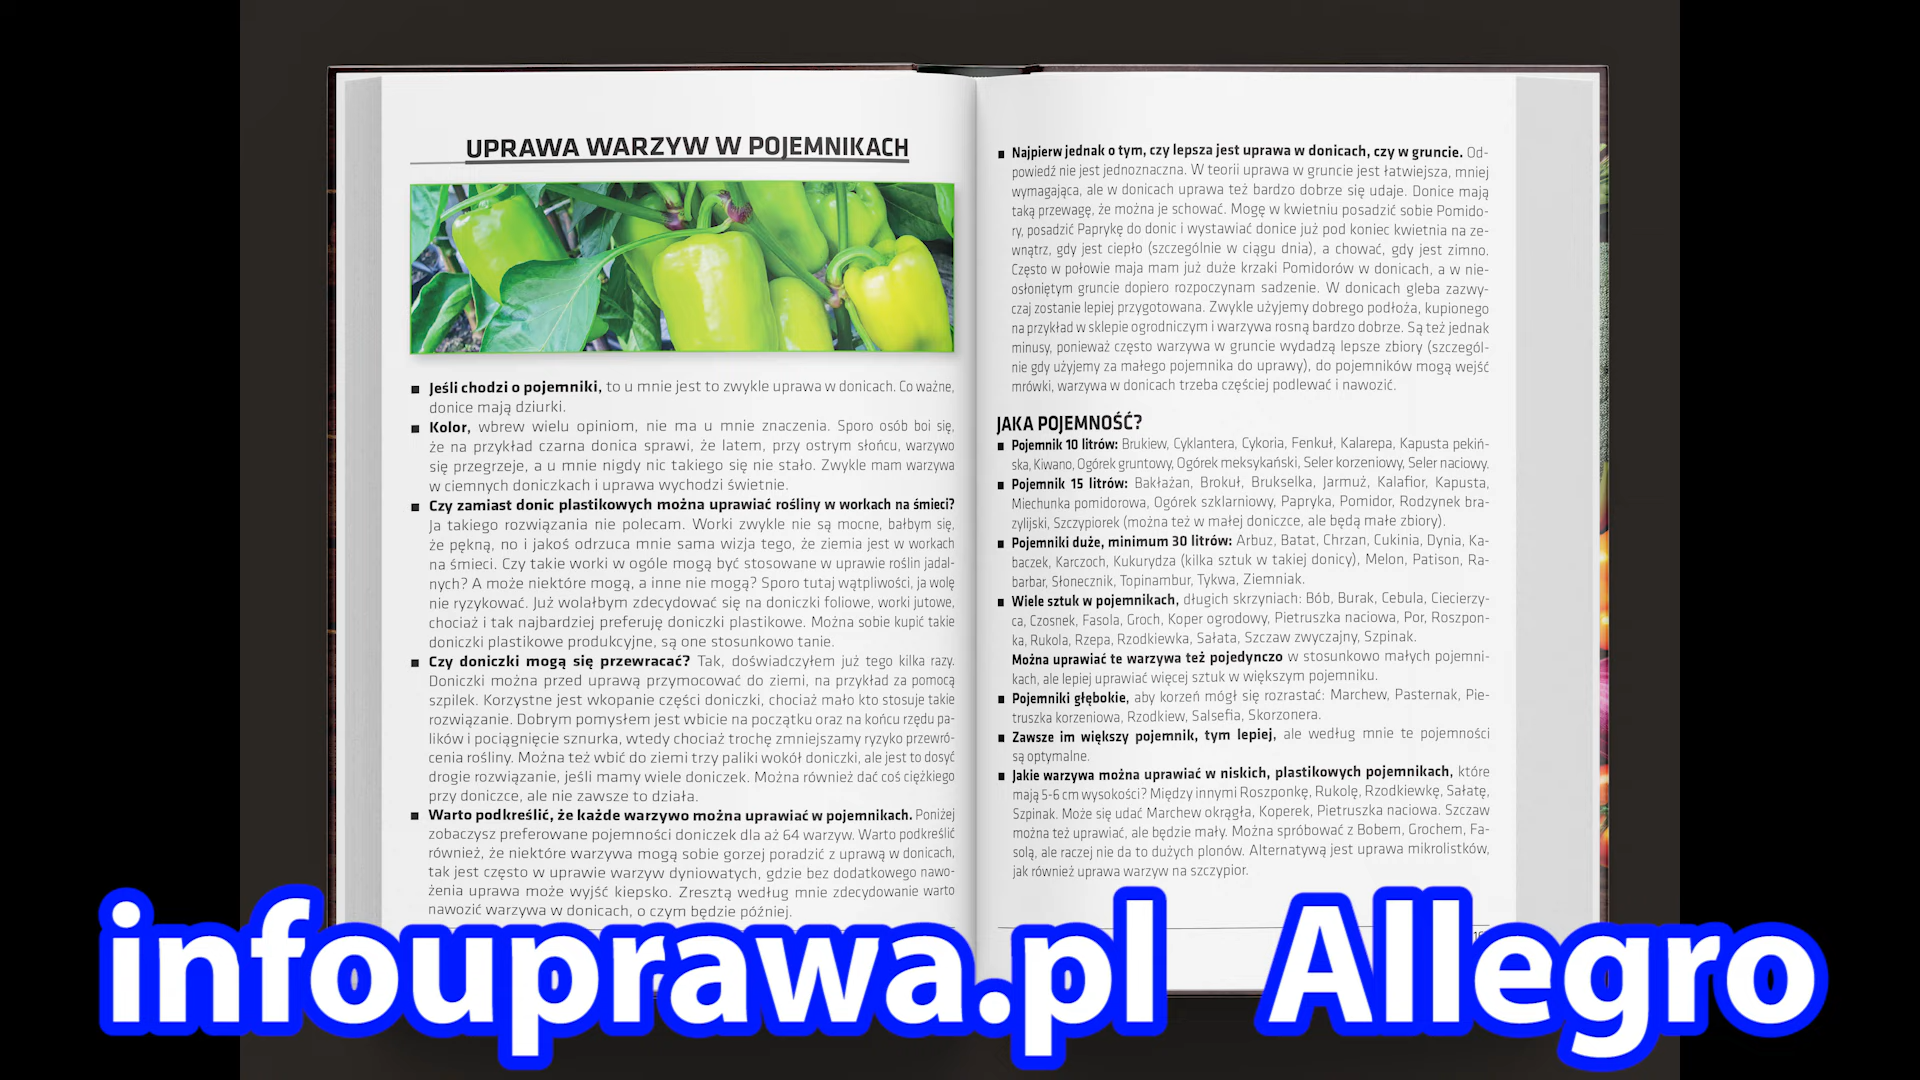 UPRAWA WARZYW W POJEMNIKACH
▪ Jeśli chodzi o pojemniki, to u mnie jest to zwykle uprawa w donicach. Co ważne,
donice mają dziurki.
▪ Kolor, wbrew wielu opiniom, nie ma u mnie znaczenia. Sporo osób boi się,
że na przykład czarna donica sprawi, że latem, przy ostrym słońcu, warzywo
się przegrzeje, a u mnie nigdy nic takiego się nie stało. Zwykle mam warzywa
w ciemnych doniczkach i uprawa wychodzi świetnie.
▪ Czy zamiast donic plastikowych można uprawiać rośliny w workach na śmieci?
Ja takiego rozwiązania nie polecam. Worki zwykle nie są mocne, bałbym się,
że pękną, no i jakoś odrzuca mnie sama wizja tego, że ziemia jest w workach
na śmieci. Czy takie worki w ogóle mogą być stosowane w uprawie roślin jadal-
nych? A może niektóre mogą, a inne nie mogą? Sporo tutaj wątpliwości, ja wolę
nie ryzykować. Już wolałbym zdecydować się na doniczki foliowe, worki jutowe,
chociaż i tak najbardziej preferuję doniczki plastikowe. Można sobie kupić takie
doniczki plastikowe produkcyjne, są one stosunkowo tanie.
▪ Czy doniczki mogą się przewracać? Tak, doświadczyłem już tego kilka razy.
Doniczki można przed uprawą przymocować do ziemi, na przykład za pomocą
szpilek. Korzystne jest wkopanie części doniczki, chociaż mało kto stosuje takie
rozwiązanie. Dobrym pomysłem jest wbicie na początku oraz na końcu rzędu pa-
lików i pociągnięcie sznurka, wtedy chociaż trochę zmniejszamy ryzyko przewró-
cenia rośliny. Można też wbić do ziemi trzy paliki wokół doniczki, ale jest to dosyć
drogie rozwiązanie, jeśli mamy wiele doniczek. Można również dać coś ciężkiego
przy doniczce, ale nie zawsze to działa.
▪ Warto podkreślić, że każde warzywo można uprawiać w pojemnikach. Poniżej
zobaczysz preferowane pojemności doniczek dla aż 64 warzyw. Warto podkreślić
również, że niektóre warzywa mogą sobie gorzej poradzić z uprawą w donicach,
tak jest często w uprawie warzyw dyniowatych, gdzie bez dodatkowego nawo-
żenia uprawa może wyjść kiepsko. Zresztą według mnie zdecydowanie warto
nawozić warzywa w donicach, o czym będzie później.
▪ Najpierw jednak o tym, czy lepsza jest uprawa w donicach, czy w gruncie. Od-
powiedź nie jest jednoznaczna. W teorii uprawa w gruncie jest łatwiejsza, mniej
wymagająca, ale w donicach uprawa też bardzo dobrze się udaje. Donice mają
taką przewagę, że można je schować. Mogę w kwietniu posadzić sobie Pomido-
ry, posadzić Paprykę do donic i wystawiać donice już pod koniec kwietnia na ze-
wnątrz, gdy jest ciepło (szczególnie w ciągu dnia), a chować, gdy jest zimno.
Często w połowie maja mam już duże krzaki Pomidorów w donicach, a w nie-
osłoniętym gruncie dopiero rozpoczynam sadzenie. W donicach gleba zazwy-
czaj zostanie lepiej przygotowana. Zwykle użyjemy dobrego podłoża, kupionego
na przykład w sklepie ogrodniczym i warzywa rosną bardzo dobrze. Są też jednak
minusy, ponieważ często warzywa w gruncie wydadzą lepsze zbiory (szczegól-
nie gdy użyjemy za małego pojemnika do uprawy), do pojemników mogą wejść
mrówki, warzywa w donicach trzeba częściej podlewać i nawozić.
JAKA POJEMNOŚĆ?
▪ Pojemnik 10 litrów: Brukiew, Cyklantera, Cykoria, Fenkuł, Kalarepa, Kapusta pekiń-
ska, Kiwano, Ogórek gruntowy, Ogórek meksykański, Seler korzeniowy, Seler naciowy.
▪ Pojemnik 15 litrów: Bakłażan, Brokuł, Brukselka, Jarmuż, Kalafior, Kapusta,
Miechunka pomidorowa, Ogórek szklarniowy, Papryka, Pomidor, Rodzynek bra-
zylijski, Szczypiorek (można też w małej doniczce, ale będą małe zbiory).
▪ Pojemniki duże, minimum 30 litrów: Arbuz, Batat, Chrzan, Cukinia, Dynia, Ka-
baczek, Karczoch, Kukurydza (kilka sztuk w takiej donicy), Melon, Patison, Ra-
barbar, Słonecznik, Topinambur, Tykwa, Ziemniak.
▪ Wiele sztuk w pojemnikach, długich skrzyniach: Bób, Burak, Cebula, Ciecierzy-
ca, Czosnek, Fasola, Groch, Koper ogrodowy, Pietruszka naciowa, Por, Roszpon-
ka, Rukola, Rzepa, Rzodkiewka, Sałata, Szczaw zwyczajny, Szpinak.
Można uprawiać te warzywa też pojedynczo w stosunkowo małych pojemni-
kach, ale lepiej uprawiać więcej sztuk w większym pojemniku.
▪ Pojemniki głębokie, aby korzeń mógł się rozrastać: Marchew, Pasternak, Pie-
truszka korzeniowa, Rzodkiew, Salsefia, Skorzonera.
▪ Zawsze im większy pojemnik, tym lepiej, ale według mnie te pojemności
są optymalne.
▪ Jakie warzywa można uprawiać w niskich, plastikowych pojemnikach, które
mają 5-6 cm wysokości? Między innymi Roszponkę, Rukolę, Rzodkiewkę, Sałatę,
Szpinak. Może się udać Marchew okrągła, Koperek, Pietruszka naciowa. Szczaw
można też uprawiać, ale będzie mały. Można spróbować z Bobem, Grochem, Fa-
solą, ale raczej nie da to dużych plonów. Alternatywą jest uprawa mikrolistków,
jak również uprawa warzyw na szczypior.
infouprawa.pl Allegro